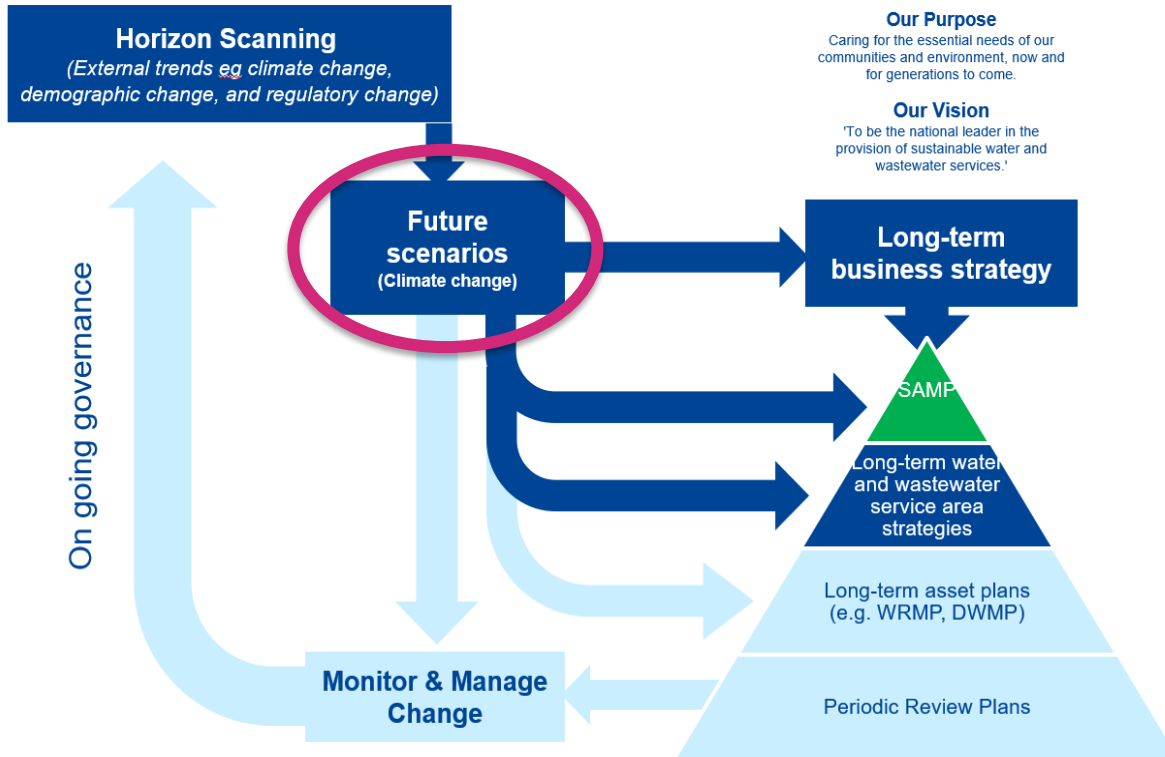 Horizon Scanning
(External trends eg climate change,
demographic change, and regulatory change)
Our Purpose
Caring for the essential needs of our
communities and environment, now and
for generations to come.
Our Vision
'To be the national leader in the
provision of sustainable water and
wastewater services.'
Future
scenarios
(Climate change)
Long-term
business strategy
On going governance
SAMP
Long-term water
and wastewater
service area
strategies
Long-term asset plans
(e.g. WRMP, DWMP)
Monitor & Manage
Change
Periodic Review Plans